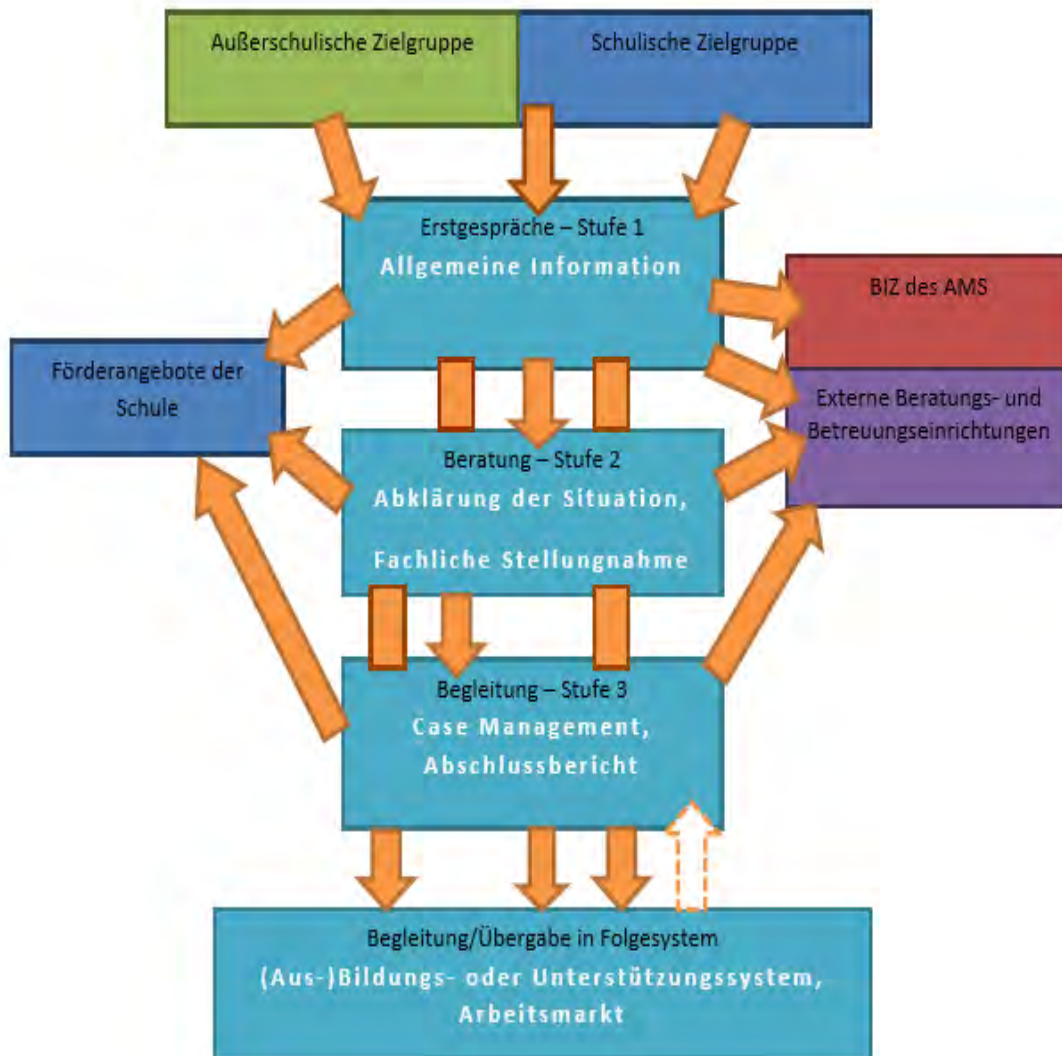 Außerschulische Zielgruppe
Schulische Zielgruppe
Erstgespräche – Stufe 1
Allgemeine Information
BIZ des AMS
Förderangebote der
Schule
Externe Beratungs- und
Betreuungseinrichtungen
Beratung – Stufe 2
Abklärung der Situation,
Fachliche Stellungnahme
Begleitung – Stufe 3
Case Management,
Abschlussbericht
Begleitung/Übergabe in Folgesystem
(Aus-)Bildungs- oder Unterstützungssystem,
Arbeitsmarkt